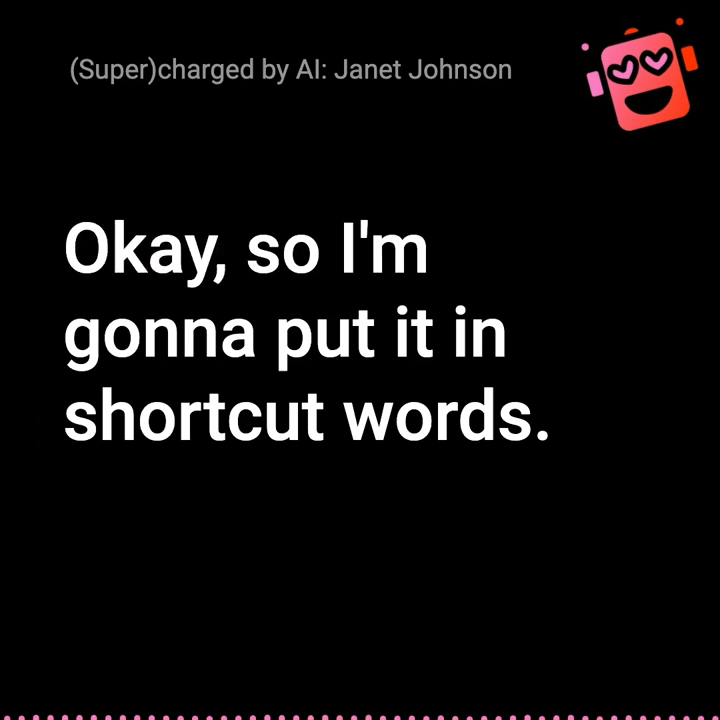 (Super)charged by AI: Janet Johnson
Okay, so I'm
gonna put it in
shortcut words.